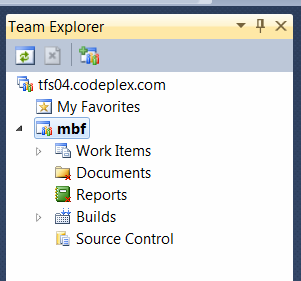 Team Explorer
tfs04.codeplex.com
My Favorites
mbf
Work Items
Documents
Reports
Builds
Source Control